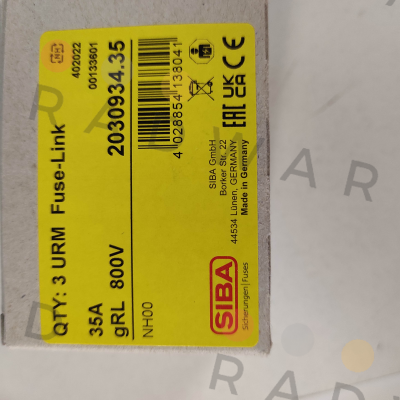 QTY: 3 URM Fuse-Link
35A
gRL 800V
2030934.35
NH00
402022
00133601
4 028854 138041
EAC UK CA CE
SIBA GmbH
Borker Str. 22
44534 Lünen, GERMANY
Made in Germany
SIBA
Sicherungen | Fuses